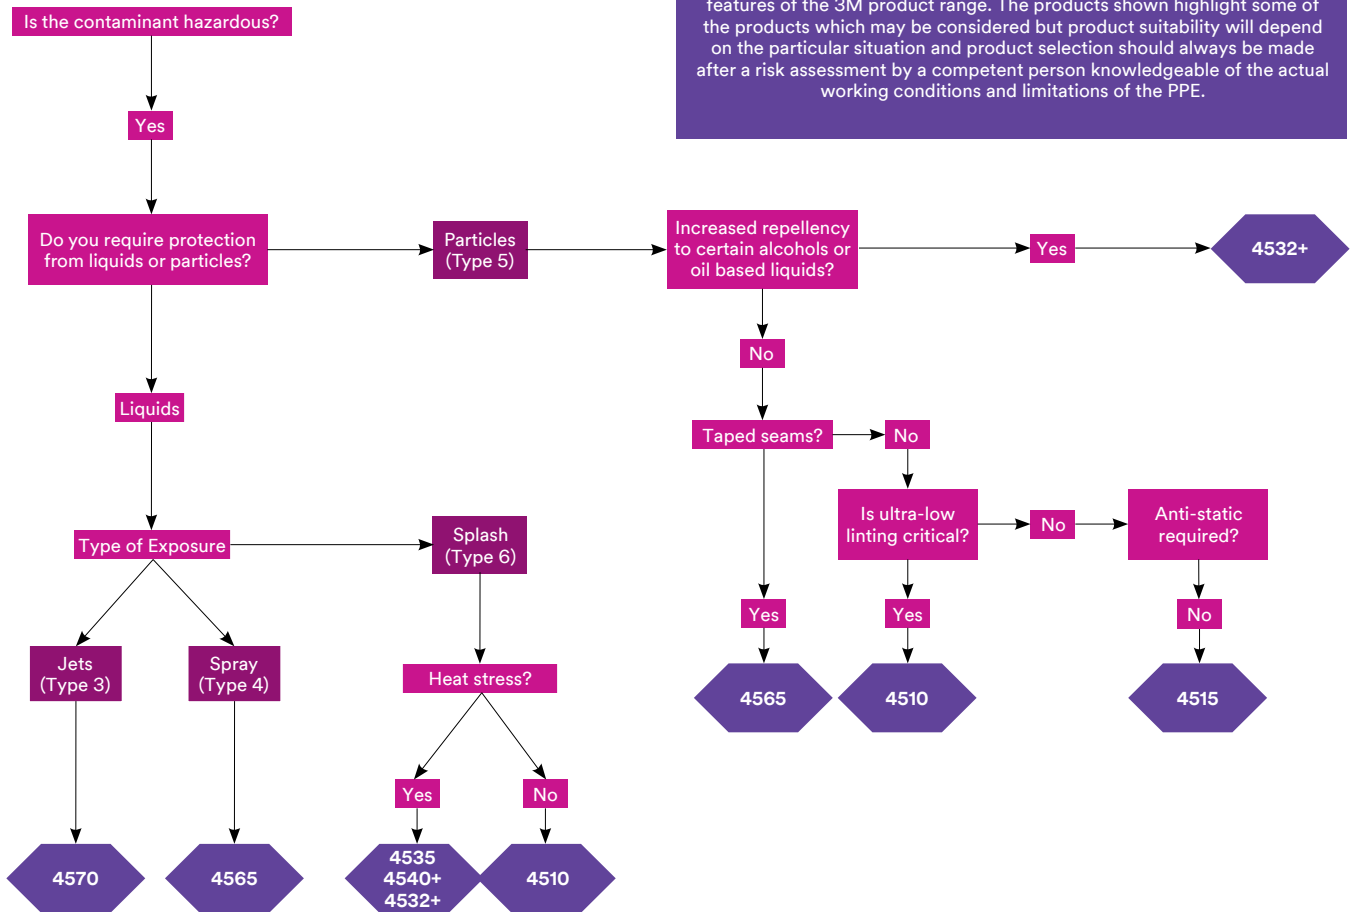 features of the 3M product range. The products shown highlight some of
the products which may be considered but product suitability will depend
on the particular situation and product selection should always be made
after a risk assessment by a competent person knowledgeable of the actual
working conditions and limitations of the PPE.
Is the contaminant hazardous?
Yes
Do you require protection
from liquids or particles?
Particles
(Type 5)
Increased repellency
to certain alcohols or
oil based liquids?
Yes
4532+
No
Liquids
Taped seams?
No
Is ultra-low
linting critical?
No
Anti-static
required?
Type of Exposure
Splash
(Type 6)
Yes
Yes
No
Jets
(Type 3)
Spray
(Type 4)
Heat stress?
4565
4510
4515
Yes
No
4570
4565
4535
4540+
4532+
4510